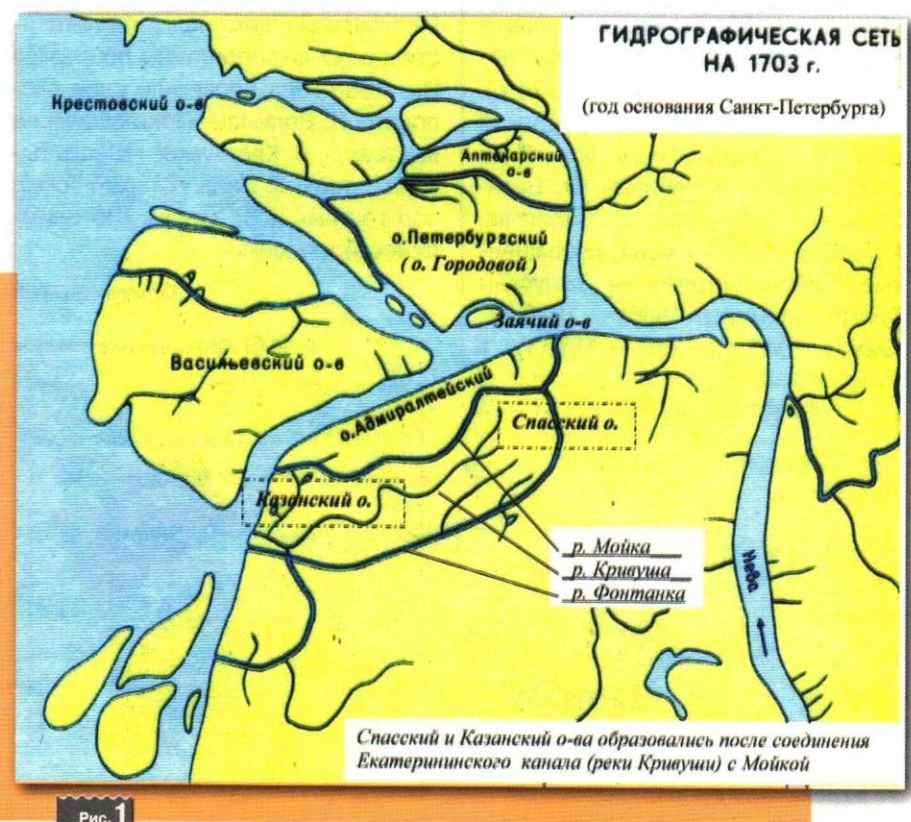 ГИДРОГРАФИЧЕСКАЯ СЕТЬ
НА 1703 г.
(год основания Санкт-Петербурга)
Крестовский о-в
Аптекарский
о-в
о.Петербургский
(о. Городовой)
Заячий о-в
Васильевский о-в
о.Адмиралтейский
Спасский о.
Казанский о.
р. Мойка
р. Кривуша
р. Фонтанка
Нева
Спасский и Казанский о-ва образовались после соединения
Екатерининского канала (реки Кривуши) с Мойкой
Рис. 1